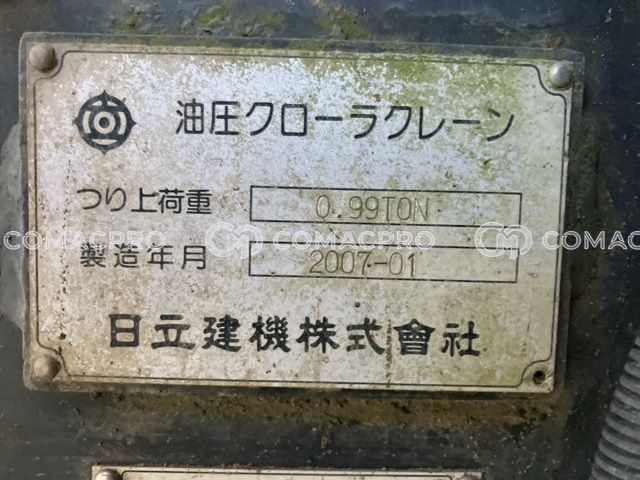 油圧クローラクレーン
つり上荷重 0.99TON
COMACPRO COMACPRO COMACPRO
製造年月 2007-01
日立建機株式會社